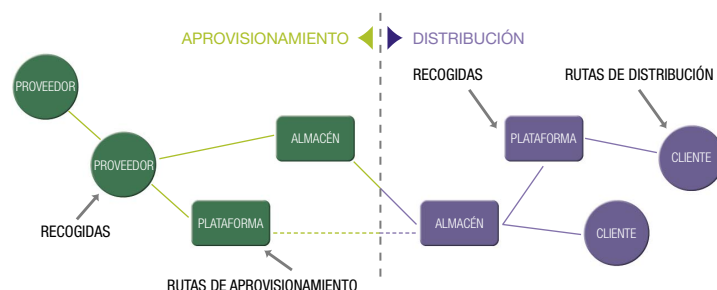 APROVISIONAMIENTO
DISTRIBUCIÓN
RECOGIDAS
RUTAS DE DISTRIBUCIÓN
PROVEEDOR
ALMACÉN
PLATAFORMA
CLIENTE
PROVEEDOR
PLATAFORMA
ALMACÉN
CLIENTE
RECOGIDAS
RUTAS DE APROVISIONAMIENTO